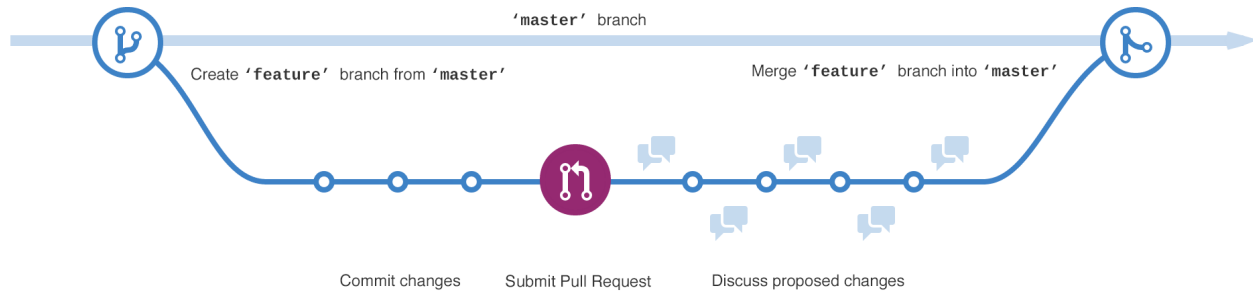 ‘master’ branch
Create ‘feature’ branch from ‘master’
Merge ‘feature’ branch into ‘master’
Commit changes
Submit Pull Request
Discuss proposed changes